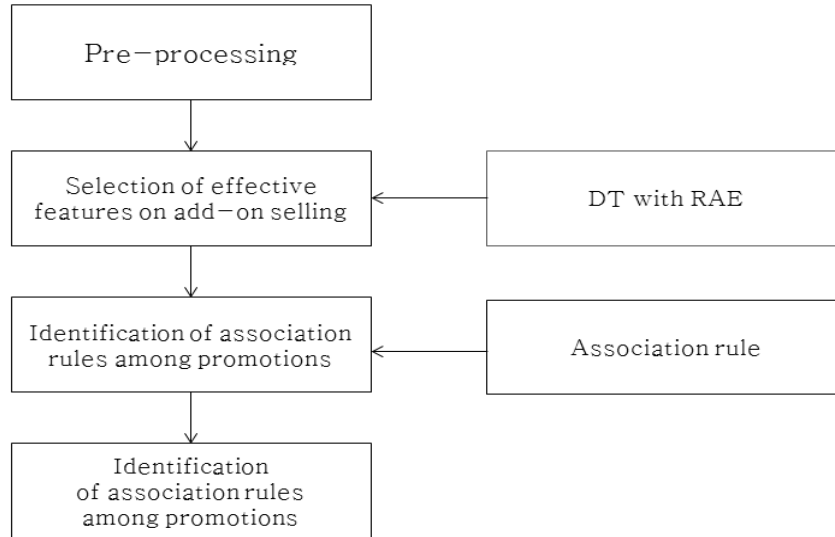 Pre-processing
Selection of effective
features on add-on selling
DT with RAE
Identification of association
rules among promotions
Association rule
Identification
of association rules
among promotions